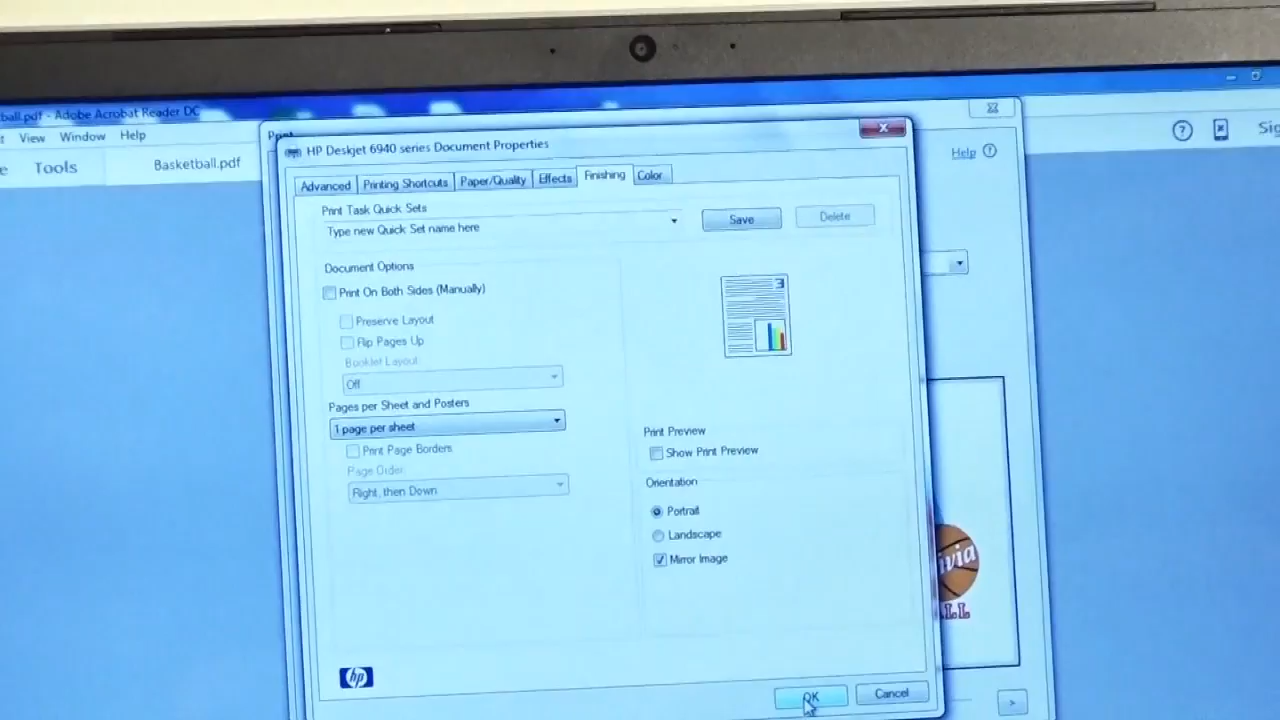 ball.pdf - Adobe Acrobat Reader DC
View Window Help
Tools
Basketball.pdf
Print
Help
HP Deskjet 6940 series Document Properties
Advanced Printing Shortcuts Paper/Quality Effects Finishing Color
Print Task Quick Sets
Type new Quick Set name here
Save
Delete
Document Options
Print On Both Sides (Manually)
Preserve Layout
Flip Pages Up
Booklet Layout:
Off
Pages per Sheet and Posters
1 page per sheet
Print Page Borders
Page Order:
Right, then Down
3
Print Preview
Show Print Preview
Orientation
Portrait
Landscape
Mirror Image
hp
OK
Cancel